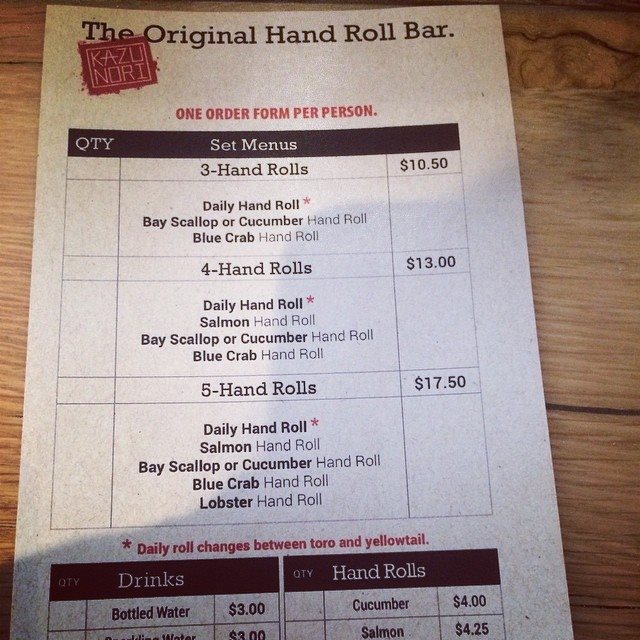 The Original Hand Roll Bar.
KAZU
NORI
ONE ORDER FORM PER PERSON.
QTY Set Menus
3-Hand Rolls $10.50
Daily Hand Roll *
Bay Scallop or Cucumber Hand Roll
Blue Crab Hand Roll
4-Hand Rolls $13.00
Daily Hand Roll *
Salmon Hand Roll
Bay Scallop or Cucumber Hand Roll
Blue Crab Hand Roll
5-Hand Rolls $17.50
Daily Hand Roll *
Salmon Hand Roll
Bay Scallop or Cucumber Hand Roll
Blue Crab Hand Roll
Lobster Hand Roll
* Daily roll changes between toro and yellowtail.
QTY Drinks
Bottled Water $3.00
Sparkling Water $3.00
QTY Hand Rolls
Cucumber $4.00
Salmon $4.25